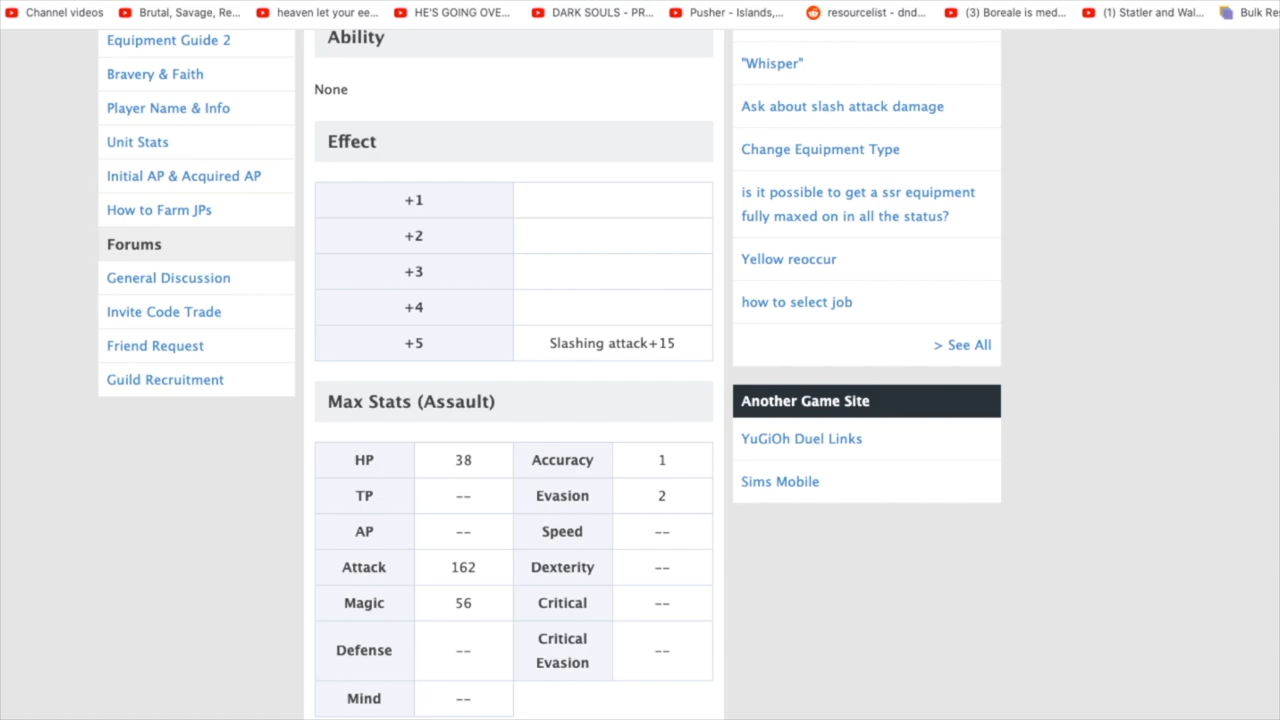 Channel videos
Brutal, Savage, Re...
heaven let your ee...
HE'S GOING OVE...
DARK SOULS - PR...
Pusher - Islands,...
resourcelist - dnd...
(3) Boreale is med...
(1) Statler and Wal...
Bulk Re
Equipment Guide 2
Bravery & Faith
Player Name & Info
Unit Stats
Initial AP & Acquired AP
How to Farm JPs
Forums
General Discussion
Invite Code Trade
Friend Request
Guild Recruitment
Ability
None
Effect
+1
+2
+3
+4
+5 Slashing attack+15
Max Stats (Assault)
HP 38 Accuracy 1
TP -- Evasion 2
AP -- Speed --
Attack 162 Dexterity --
Magic 56 Critical --
Defense -- Critical
Evasion --
Mind --
"Whisper"
Ask about slash attack damage
Change Equipment Type
is it possible to get a ssr equipment
fully maxed on in all the status?
Yellow reoccur
how to select job
> See All
Another Game Site
YuGiOh Duel Links
Sims Mobile